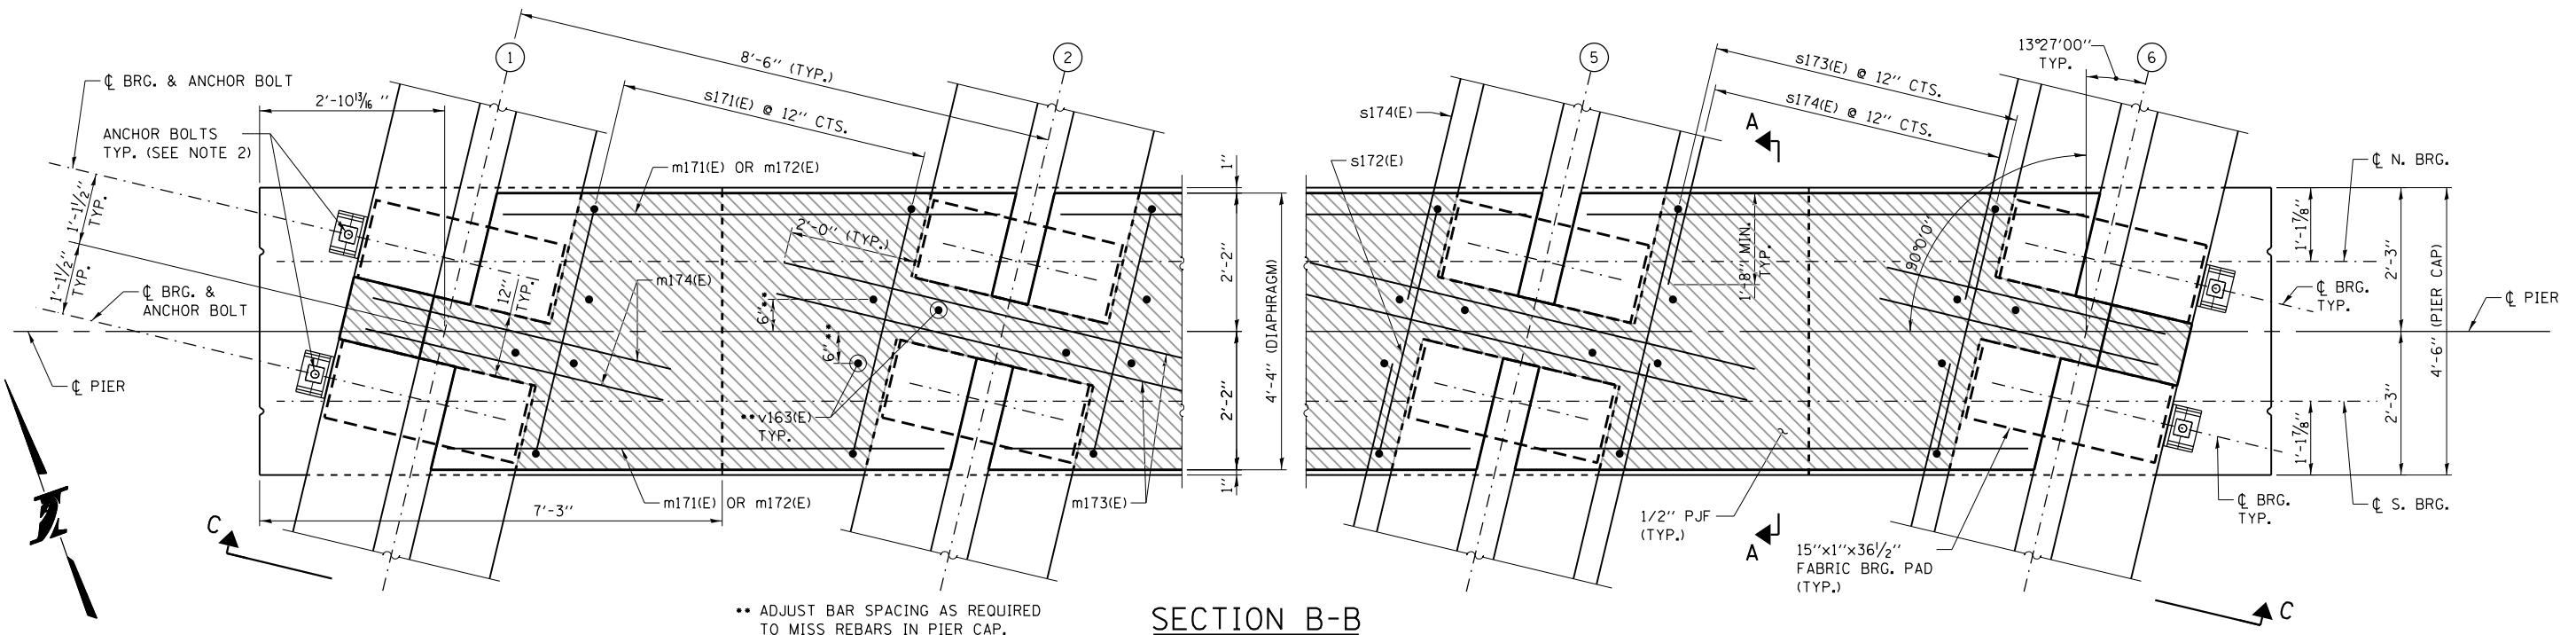 1
2
5
6
13°27'00"
TYP.
8'-6" (TYP.)
s171(E) @ 12" CTS.
s173(E) @ 12" CTS.
s174(E) @ 12" CTS.
℄ BRG. & ANCHOR BOLT
2'-10 13/16 "
ANCHOR BOLTS
TYP. (SEE NOTE 2)
m171(E) OR m172(E)
1"
s174(E)
s172(E)
A
℄ N. BRG.
1'-1 1/2"
TYP.
1'-1 1/2"
TYP.
℄ BRG. &
ANCHOR BOLT
2'-0" (TYP.)
m174(E)
12"
TYP.
6"**
6"**
2'-2"
2'-2"
4'-4" (DIAPHRAGM)
1'-8" MIN.
TYP.
90°0'0"
1'-1 7/8"
2'-3"
2'-3"
4'-6" (PIER CAP)
℄ BRG.
TYP.
℄ PIER
℄ PIER
** v163(E)
TYP.
1'-1 7/8"
m171(E) OR m172(E)
m173(E)
1"
7'-3"
1/2" PJF
(TYP.)
A
15"x1"x36 1/2"
FABRIC BRG. PAD
(TYP.)
℄ BRG.
TYP.
℄ S. BRG.
C
C
** ADJUST BAR SPACING AS REQUIRED
TO MISS REBARS IN PIER CAP.
SECTION B-B